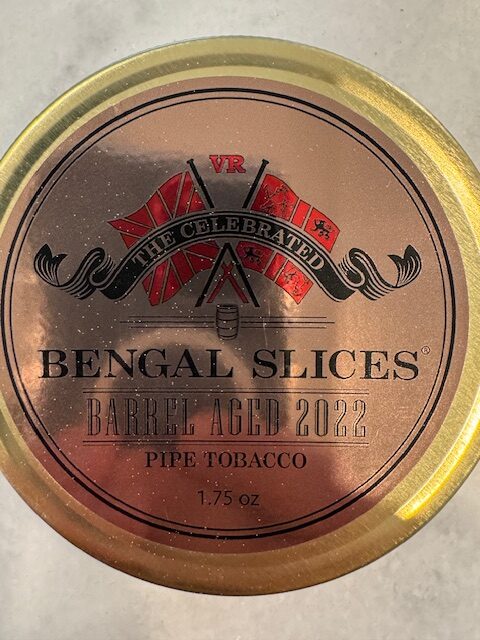 VR
THE CELEBRATED
BENGAL SLICES®
BARREL AGED 2022
PIPE TOBACCO
1.75 oz